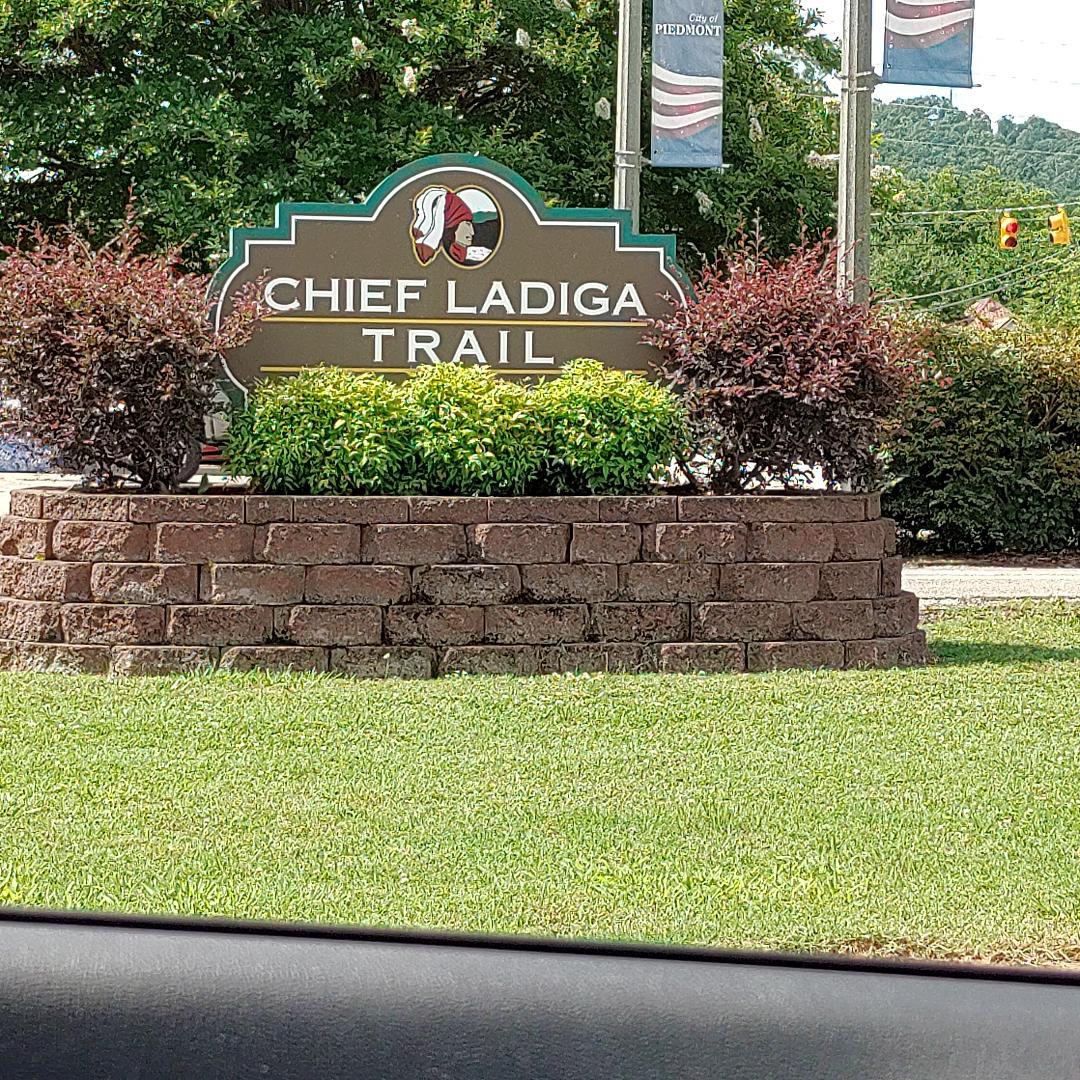 City of
PIEDMONT
CHIEF LADIGA
TRAIL